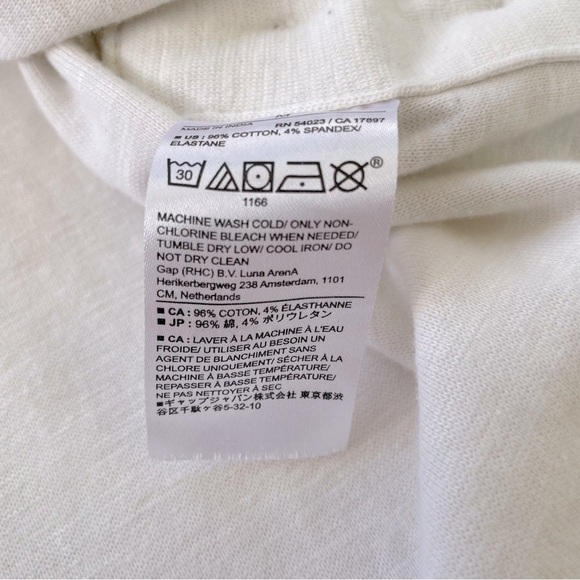 MADE IN INDIA RN 54023 / CA 17897
■ US : 96% COTTON, 4% SPANDEX/
ELASTANE
30 ®
1166
MACHINE WASH COLD/ ONLY NON-
CHLORINE BLEACH WHEN NEEDED/
TUMBLE DRY LOW/ COOL IRON/ DO
NOT DRY CLEAN
Gap (RHC) B.V. Luna ArenA
Herikerbergweg 238 Amsterdam, 1101
CM, Netherlands
■ CA : 96% COTON, 4% ÉLASTHANNE
■ JP : 96% 綿, 4% ポリウレタン
■ CA : LAVER À LA MACHINE À L'EAU
FROIDE/ UTILISER AU BESOIN UN
AGENT DE BLANCHIMENT SANS
CHLORE UNIQUEMENT/ SÉCHER À LA
MACHINE À BASSE TEMPÉRATURE/
REPASSER À BASSE TEMPÉRATURE/
NE PAS NETTOYER À SEC
■ギャップジャパン株式会社 東京都渋
谷区千駄ケ谷5-32-10